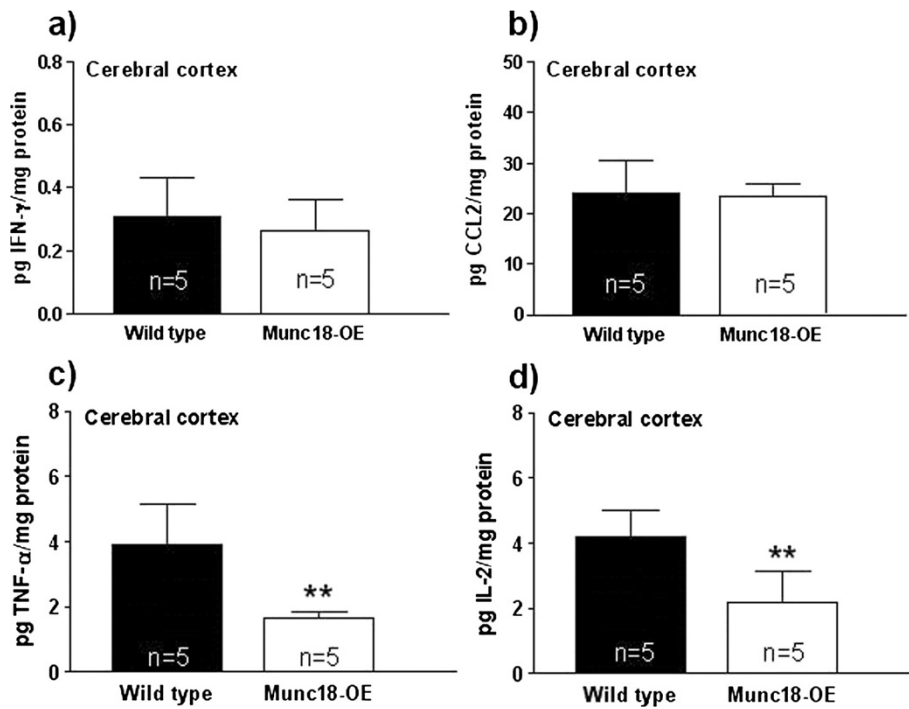 a)
Cerebral cortex
pg IFN-γ/mg protein
0.8
0.6
0.4
0.2
0.0
n=5
n=5
Wild type
Munc18-OE
b)
Cerebral cortex
pg CCL2/mg protein
50
40
30
20
10
0
n=5
n=5
Wild type
Munc18-OE
c)
Cerebral cortex
pg TNF-α/mg protein
8
6
4
2
0
**
n=5
n=5
Wild type
Munc18-OE
d)
Cerebral cortex
pg IL-2/mg protein
8
6
4
2
0
**
n=5
n=5
Wild type
Munc18-OE